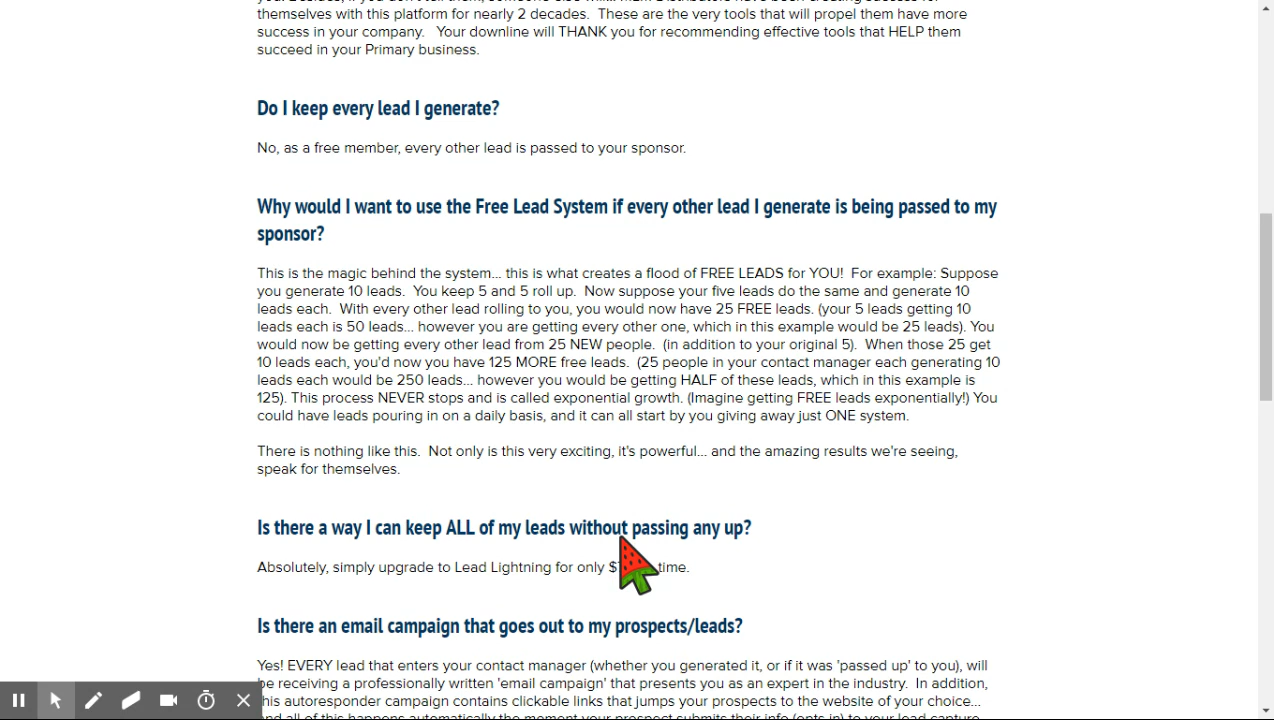 themselves with this platform for nearly 2 decades. These are the very tools that will propel them have more
success in your company. Your downline will THANK you for recommending effective tools that HELP them
succeed in your Primary business.
Do I keep every lead I generate?
No, as a free member, every other lead is passed to your sponsor.
Why would I want to use the Free Lead System if every other lead I generate is being passed to my
sponsor?
This is the magic behind the system... this is what creates a flood of FREE LEADS for YOU! For example: Suppose
you generate 10 leads. You keep 5 and 5 roll up. Now suppose your five leads do the same and generate 10
leads each. With every other lead rolling to you, you would now have 25 FREE leads. (your 5 leads getting 10
leads each is 50 leads... however you are getting every other one, which in this example would be 25 leads). You
would now be getting every other lead from 25 NEW people. (in addition to your original 5). When those 25 get
10 leads each, you'd now you have 125 MORE free leads. (25 people in your contact manager each generating 10
leads each would be 250 leads... however you would be getting HALF of these leads, which in this example is
125). This process NEVER stops and is called exponential growth. (Imagine getting FREE leads exponentially!) You
could have leads pouring in on a daily basis, and it can all start by you giving away just ONE system.
There is nothing like this. Not only is this very exciting, it's powerful... and the amazing results we're seeing,
speak for themselves.
Is there a way I can keep ALL of my leads without passing any up?
Absolutely, simply upgrade to Lead Lightning for only $ time.
Is there an email campaign that goes out to my prospects/leads?
Yes! EVERY lead that enters your contact manager (whether you generated it, or if it was 'passed up' to you), will
be receiving a professionally written 'email campaign' that presents you as an expert in the industry. In addition,
this autoresponder campaign contains clickable links that jumps your prospects to the website of your choice...
and all of this happens automatically the moment your prospect submits their info (opts in) to your lead capture